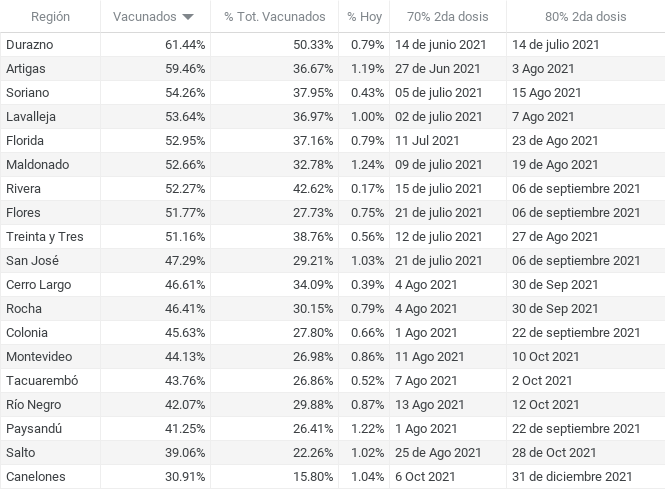 Región Vacunados % Tot. Vacunados % Hoy 70% 2da dosis 80% 2da dosis
Durazno 61.44% 50.33% 0.79% 14 de junio 2021 14 de julio 2021
Artigas 59.46% 36.67% 1.19% 27 de Jun 2021 3 Ago 2021
Soriano 54.26% 37.95% 0.43% 05 de julio 2021 15 Ago 2021
Lavalleja 53.64% 36.97% 1.00% 02 de julio 2021 7 Ago 2021
Florida 52.95% 37.16% 0.79% 11 Jul 2021 23 de Ago 2021
Maldonado 52.66% 32.78% 1.24% 09 de julio 2021 19 de Ago 2021
Rivera 52.27% 42.62% 0.17% 15 de julio 2021 06 de septiembre 2021
Flores 51.77% 27.73% 0.75% 21 de julio 2021 06 de septiembre 2021
Treinta y Tres 51.16% 38.76% 0.56% 12 de julio 2021 27 de Ago 2021
San José 47.29% 29.21% 1.03% 21 de julio 2021 06 de septiembre 2021
Cerro Largo 46.61% 34.09% 0.39% 4 Ago 2021 30 de Sep 2021
Rocha 46.41% 30.15% 0.79% 4 Ago 2021 30 de Sep 2021
Colonia 45.63% 27.80% 0.66% 1 Ago 2021 22 de septiembre 2021
Montevideo 44.13% 26.98% 0.86% 11 Ago 2021 10 Oct 2021
Tacuarembó 43.76% 26.86% 0.52% 7 Ago 2021 2 Oct 2021
Río Negro 42.07% 29.88% 0.87% 13 Ago 2021 12 Oct 2021
Paysandú 41.25% 26.41% 1.22% 1 Ago 2021 22 de septiembre 2021
Salto 39.06% 22.26% 1.02% 25 de Ago 2021 28 de Oct 2021
Canelones 30.91% 15.80% 1.04% 6 Oct 2021 31 de diciembre 2021